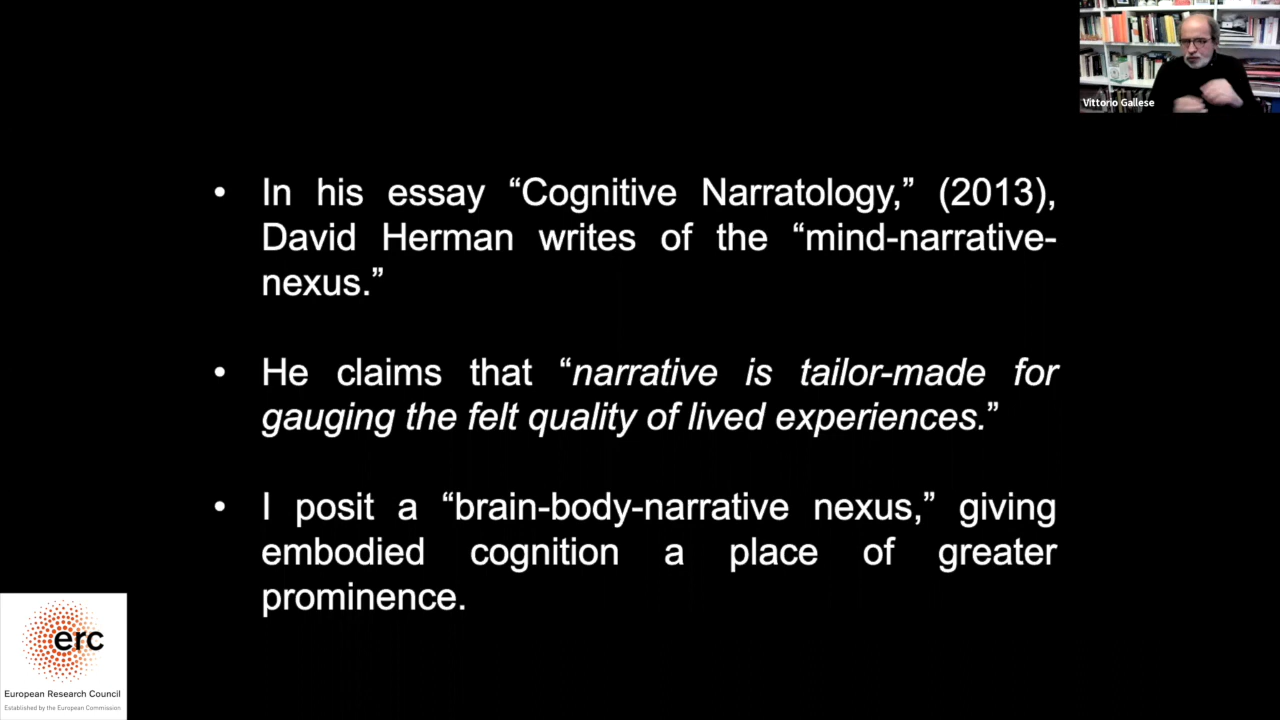 Vittorio Gallese
• In his essay “Cognitive Narratology,” (2013),
David Herman writes of the “mind-narrative-
nexus.”
• He claims that “narrative is tailor-made for
gauging the felt quality of lived experiences.”
• I posit a “brain-body-narrative nexus,” giving
embodied cognition a place of greater
prominence.
erc
European Research Council
Established by the European Commission